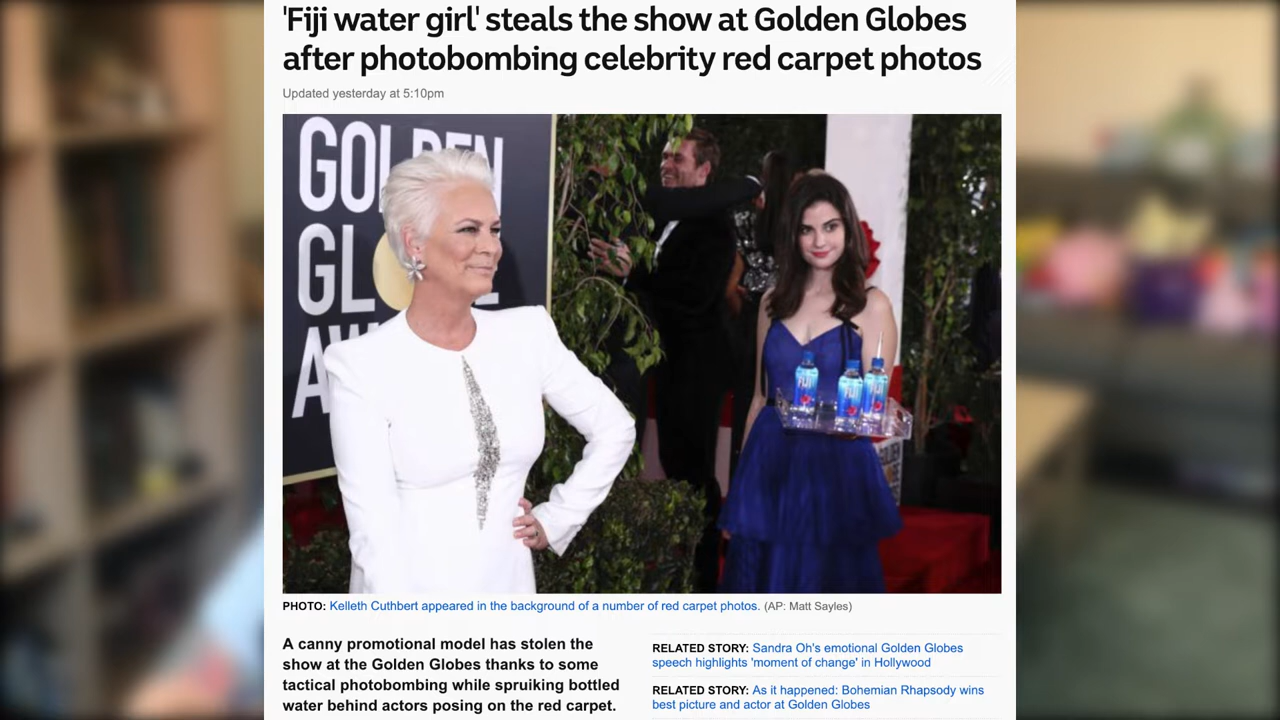 'Fiji water girl' steals the show at Golden Globes
after photobombing celebrity red carpet photos
Updated yesterday at 5:10pm
GOLDEN
GL
AW
FIJI
FIJI
FIJI
PHOTO: Kelleth Cuthbert appeared in the background of a number of red carpet photos. (AP: Matt Sayles)
A canny promotional model has stolen the
show at the Golden Globes thanks to some
tactical photobombing while spruiking bottled
water behind actors posing on the red carpet.
RELATED STORY: Sandra Oh's emotional Golden Globes
speech highlights 'moment of change' in Hollywood
RELATED STORY: As it happened: Bohemian Rhapsody wins
best picture and actor at Golden Globes